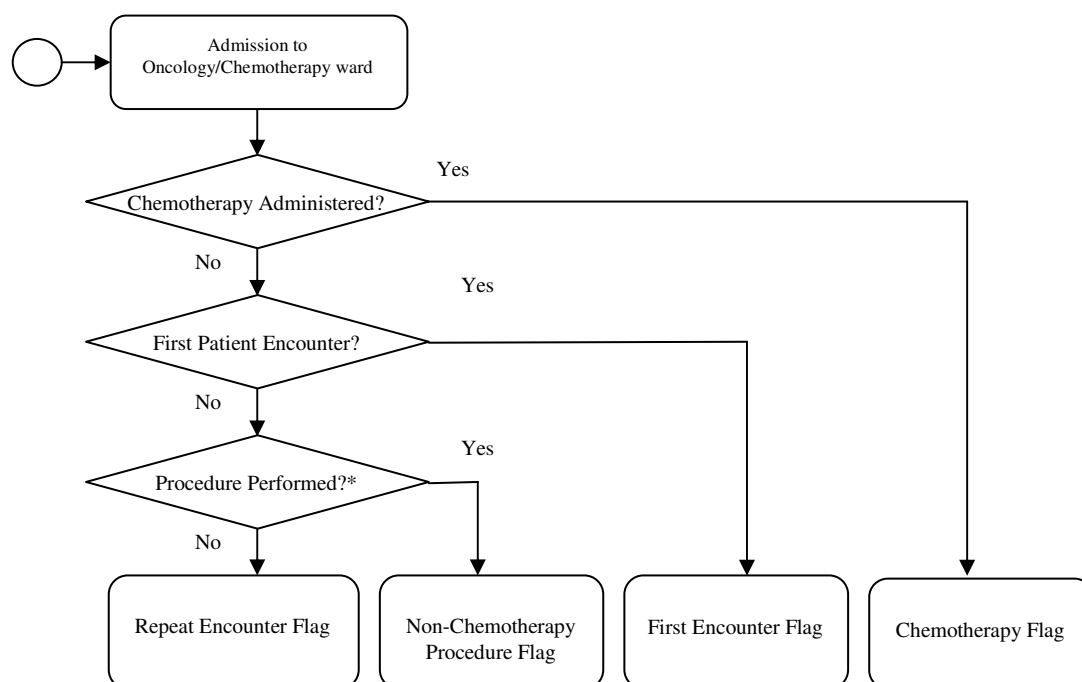 Admission to
Oncology/Chemotherapy ward
Yes
Chemotherapy Administered?
No
Yes
First Patient Encounter?
No
Yes
Procedure Performed?*
No
Repeat Encounter Flag
Non-Chemotherapy
Procedure Flag
First Encounter Flag
Chemotherapy Flag